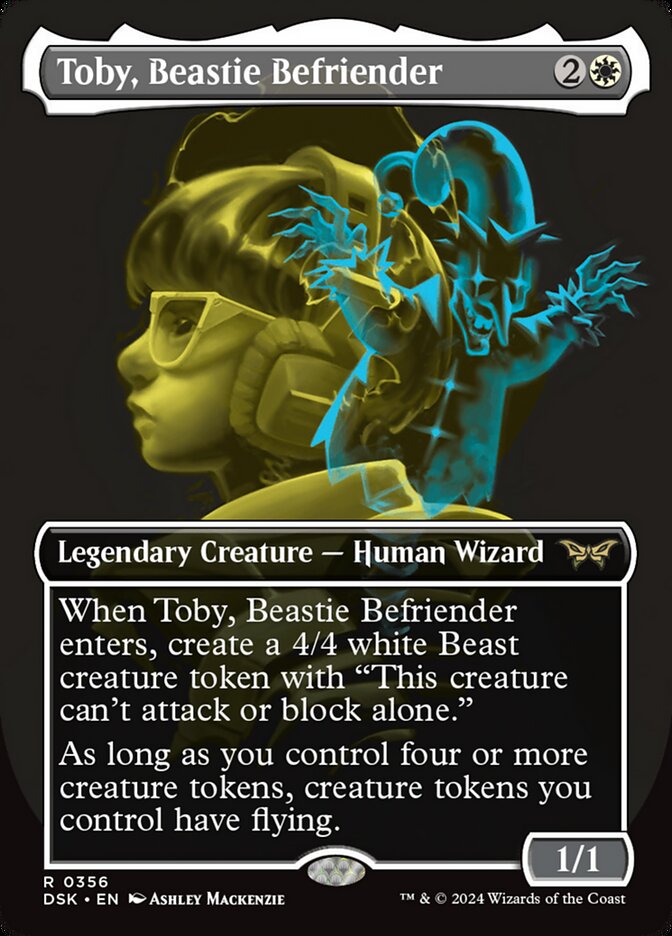 Toby, Beastie Befriender 2
Legendary Creature — Human Wizard
When Toby, Beastie Befriender
enters, create a 4/4 white Beast
creature token with “This creature
can’t attack or block alone.”
As long as you control four or more
creature tokens, creature tokens you
control have flying.
1/1
R 0356
DSK • EN Ashley Mackenzie
™ & © 2024 Wizards of the Coast